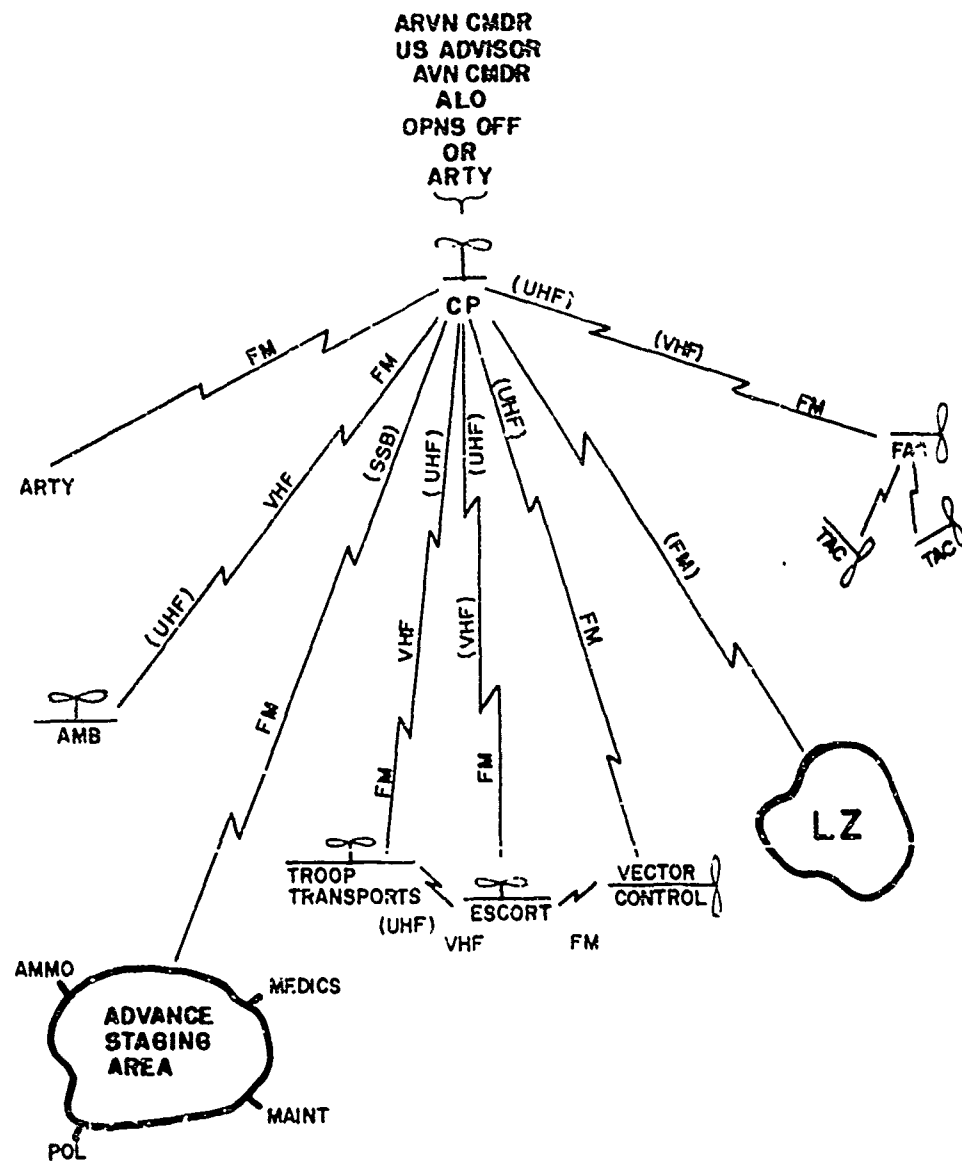 ARVN CMDR
US ADVISOR
AVN CMDR
ALO
OPNS OFF
OR
ARTY
CP
(UHF)
(VHF)
FM
FM
ARTY
FM
VHF
(UHF)
AMB
(SSB)
FM
(UHF)
VHF
FM
(UHF)
(VHF)
FM
(UHF)
FM
(FM)
TAC
TAC
LZ
TROOP
TRANSPORTS
ESCORT
VECTOR
CONTROL
(UHF)
VHF
FM
AMMO
MEDICS
ADVANCE
STAGING
AREA
MAINT
POL